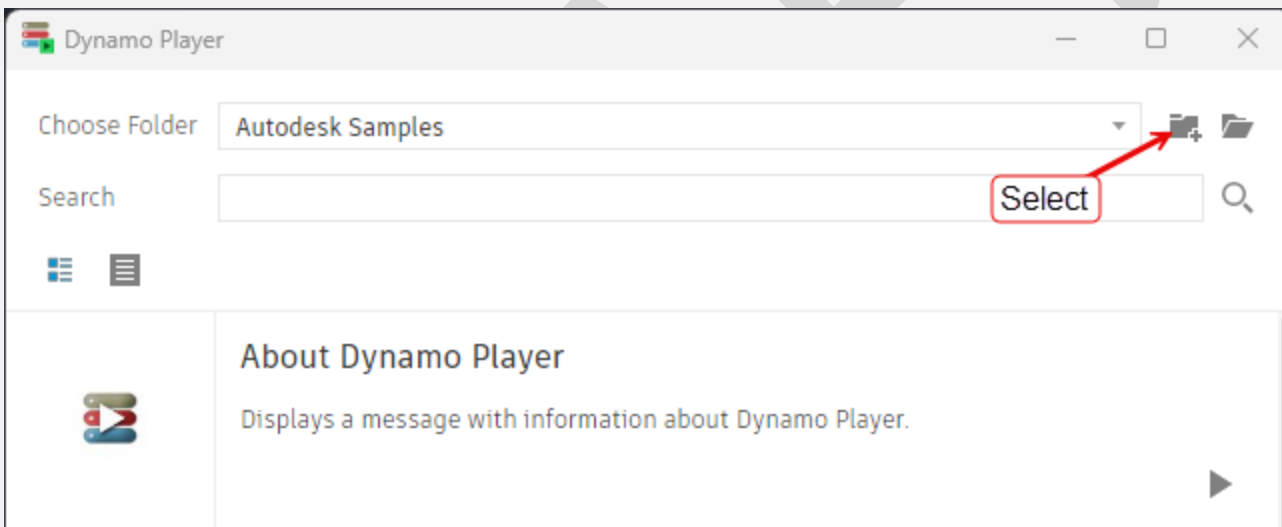 Dynamo Player
Choose Folder Autodesk Samples
Search
Select
About Dynamo Player
Displays a message with information about Dynamo Player.